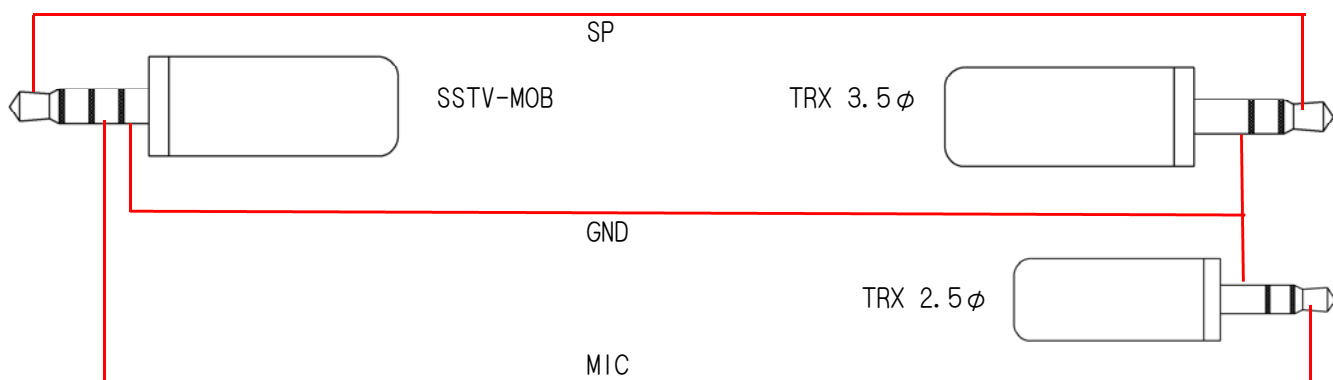 SP
SSTV-MOB
TRX 3.5φ
GND
TRX 2.5φ
MIC